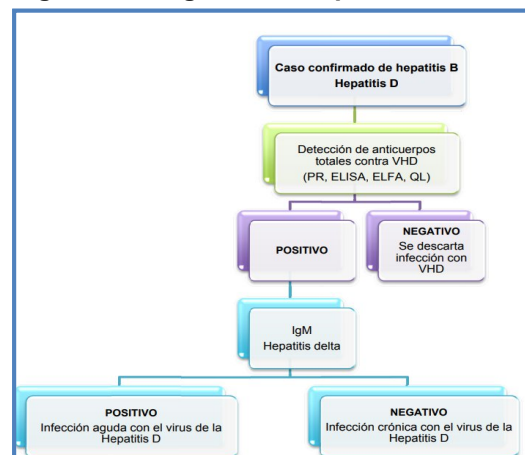 Caso confirmado de hepatitis B
Hepatitis D
Detección de anticuerpos
totales contra VHD
(PR, ELISA, ELFA, QL)
POSITIVO
NEGATIVO
Se descarta
infección con
VHD
IgM
Hepatitis delta
POSITIVO
Infección aguda con el virus de la
Hepatitis D
NEGATIVO
Infección crónica con el virus de la
Hepatitis D